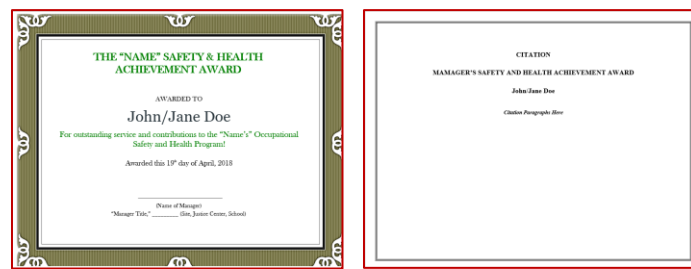 THE “NAME” SAFETY & HEALTH
ACHIEVEMENT AWARD
AWARDED TO
John/Jane Doe
For outstanding service and contributions to the “Name’s” Occupational
Safety and Health Program!
Awarded this 19th day of April, 2018
(Name of Manager)
“Manager Title,” ________ (Site, Justice Center, School)
CITATION
MAMAGER’S SAFETY AND HEALTH ACHIEVEMENT AWARD
John/Jane Doe
Citation Paragraphs Here